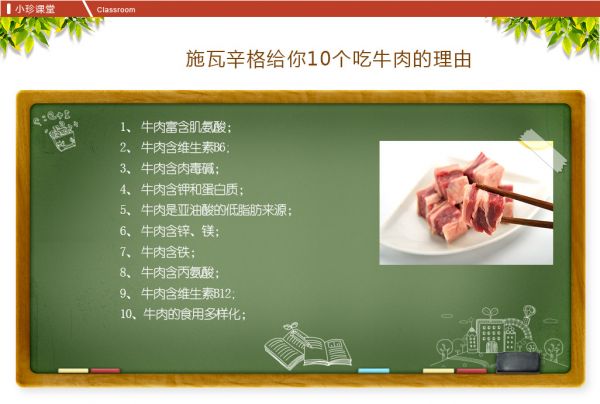 小珍课堂
Classroom
施瓦辛格给你10个吃牛肉的理由
1、 牛肉富含肌氨酸；
2、 牛肉含维生素B6;
3、 牛肉含肉毒碱；
4、 牛肉含钾和蛋白质；
5、 牛肉是亚油酸的低脂肪来源；
6、 牛肉含锌、镁；
7、 牛肉含铁；
8、 牛肉含丙氨酸；
9、 牛肉含维生素B12;
10、牛肉的食用多样化；